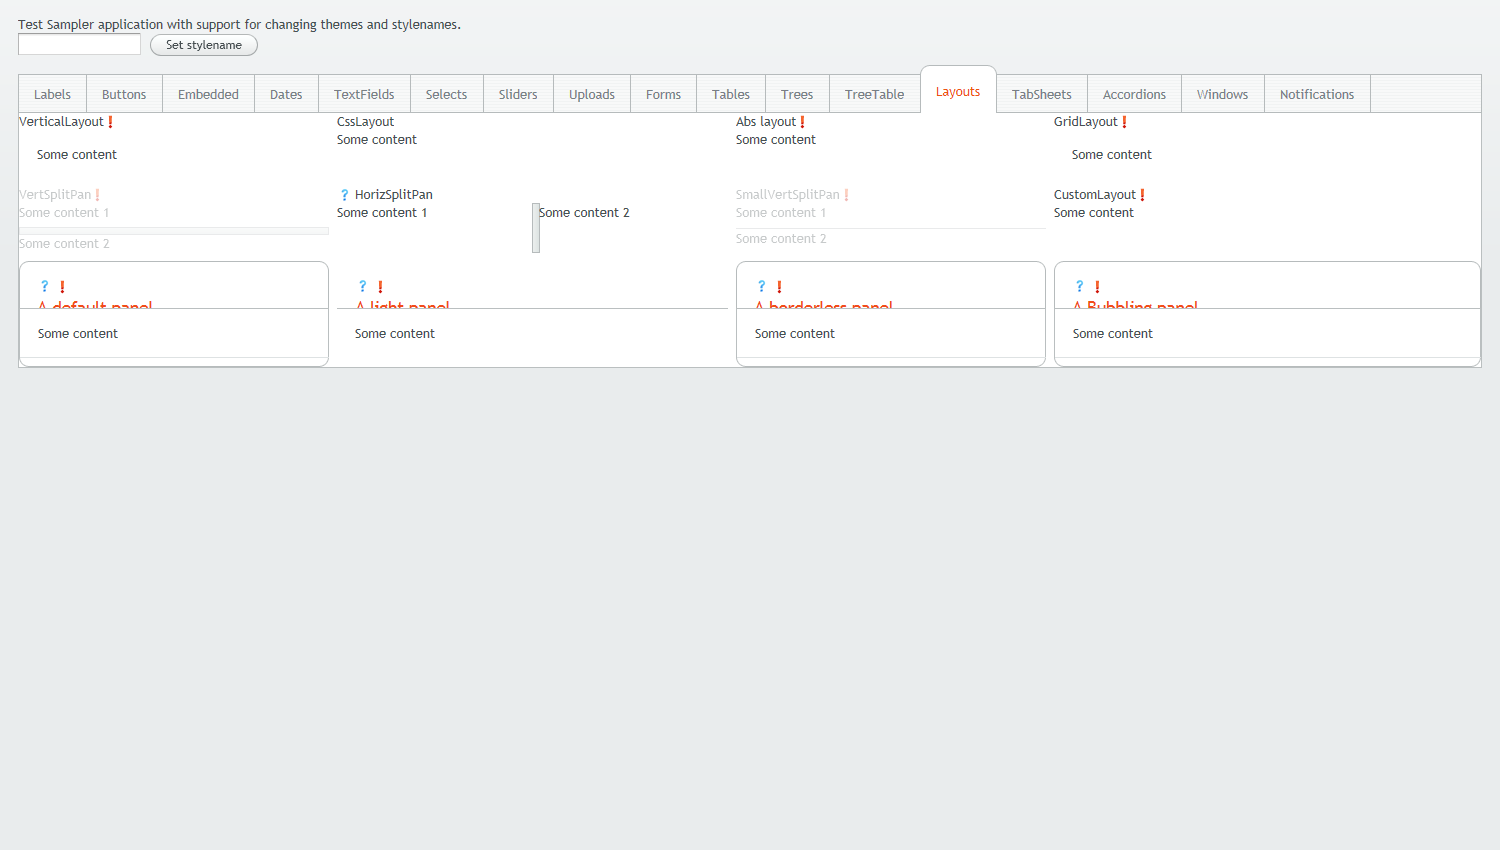 Test Sampler application with support for changing themes and stylenames.
Set stylename
Labels Buttons Embedded Dates TextFields Selects Sliders Uploads Forms Tables Trees TreeTable Layouts TabSheets Accordions Windows Notifications
VerticalLayout CssLayout Abs layout GridLayout
Some content Some content
Some content Some content
VertSplitPan HorizSplitPan SmallVertSplitPan CustomLayout
Some content 1 Some content 1 Some content 2 Some content 1 Some content
Some content 2 Some content 2
A default panel A light panel A borderless panel A Bubbling panel
Some content Some content Some content Some content